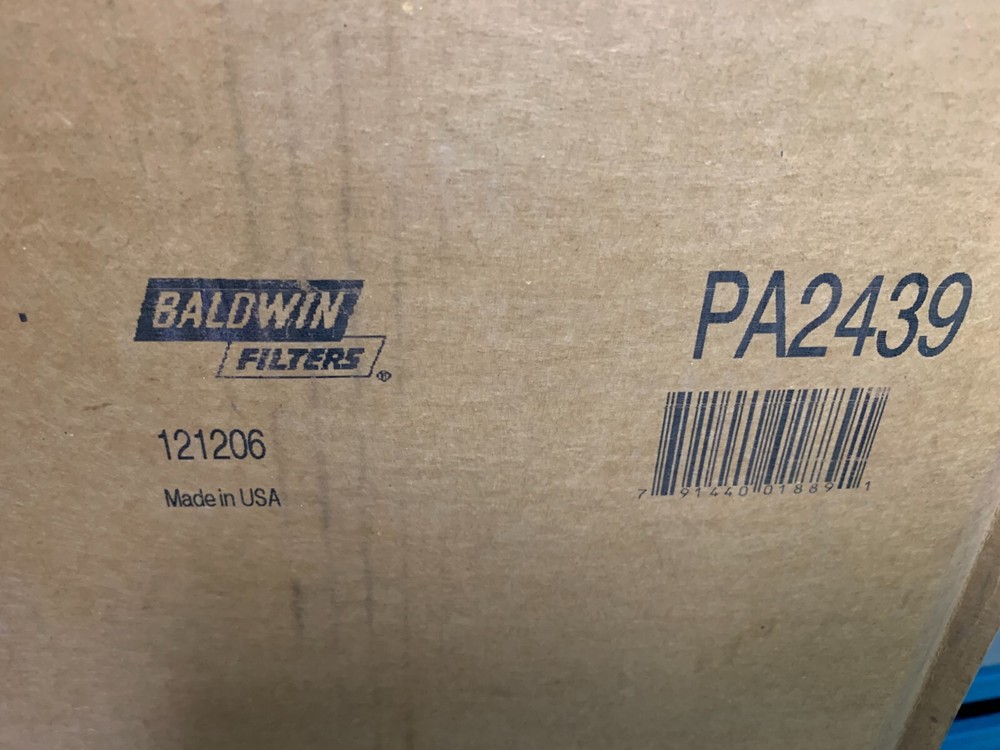 BALDWIN
FILTERS®
121206
Made in USA
PA2439
7 91440 01889 1